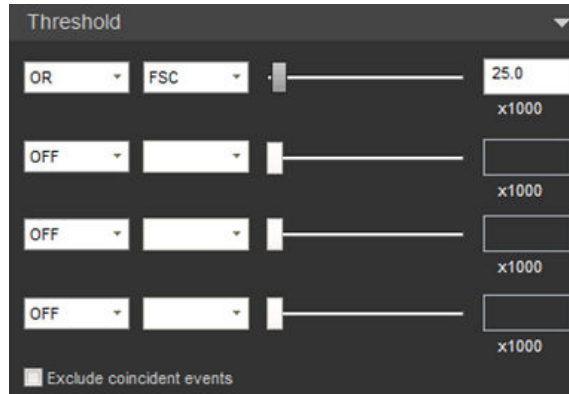 Threshold
OR FSC 25.0
x1000
OFF
x1000
OFF
x1000
OFF
x1000
Exclude coincident events